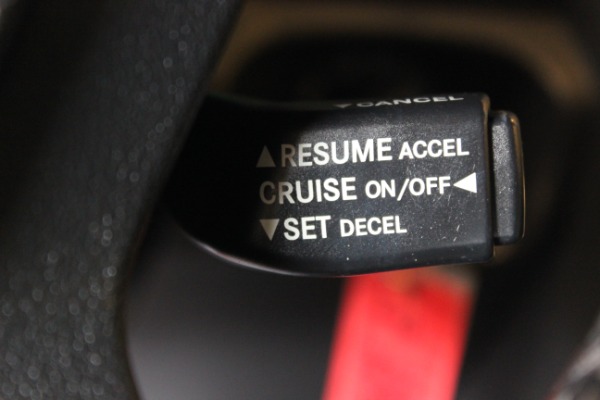 ▼CANCEL
▲RESUME ACCEL
CRUISE ON/OFF◀
▼SET DECEL